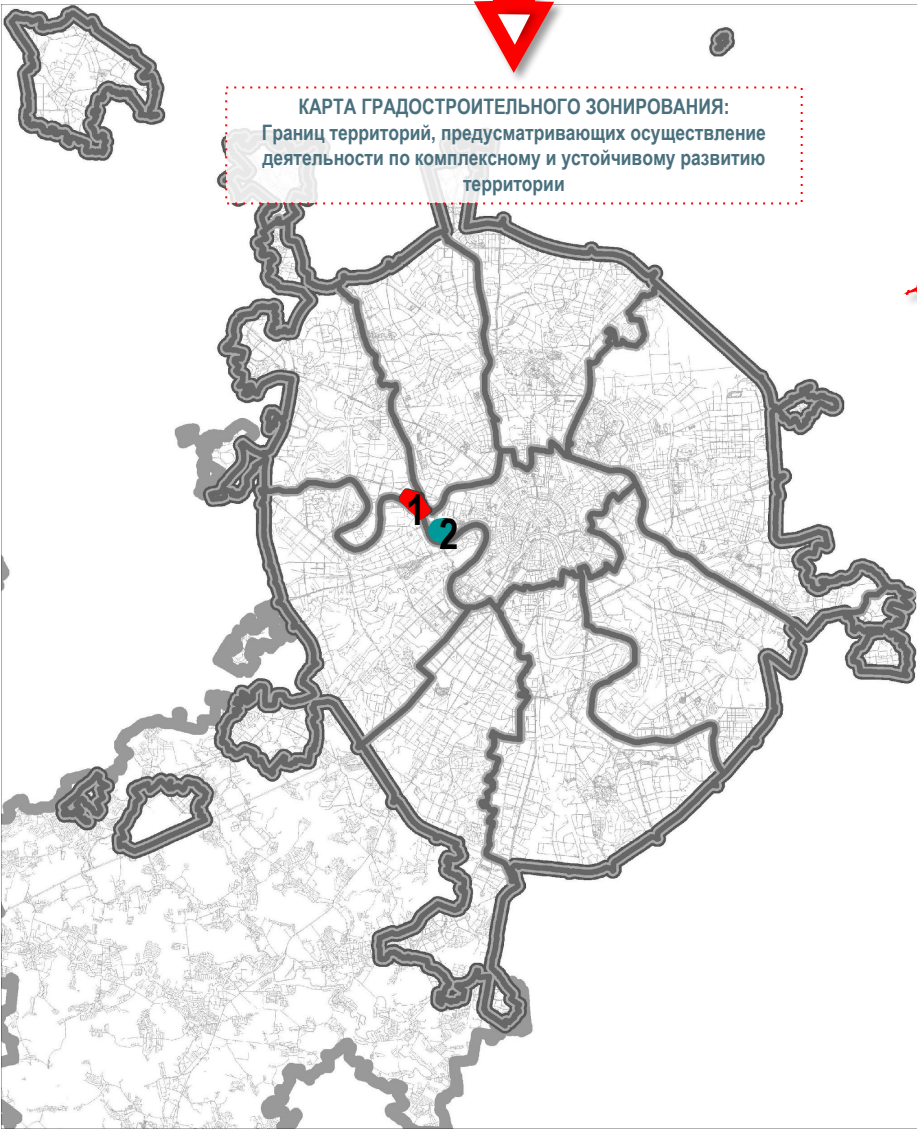 КАРТА ГРАДОСТРОИТЕЛЬНОГО ЗОНИРОВАНИЯ:
Границ территорий, предусматривающих осуществление
деятельности по комплексному и устойчивому развитию
территории
1
2